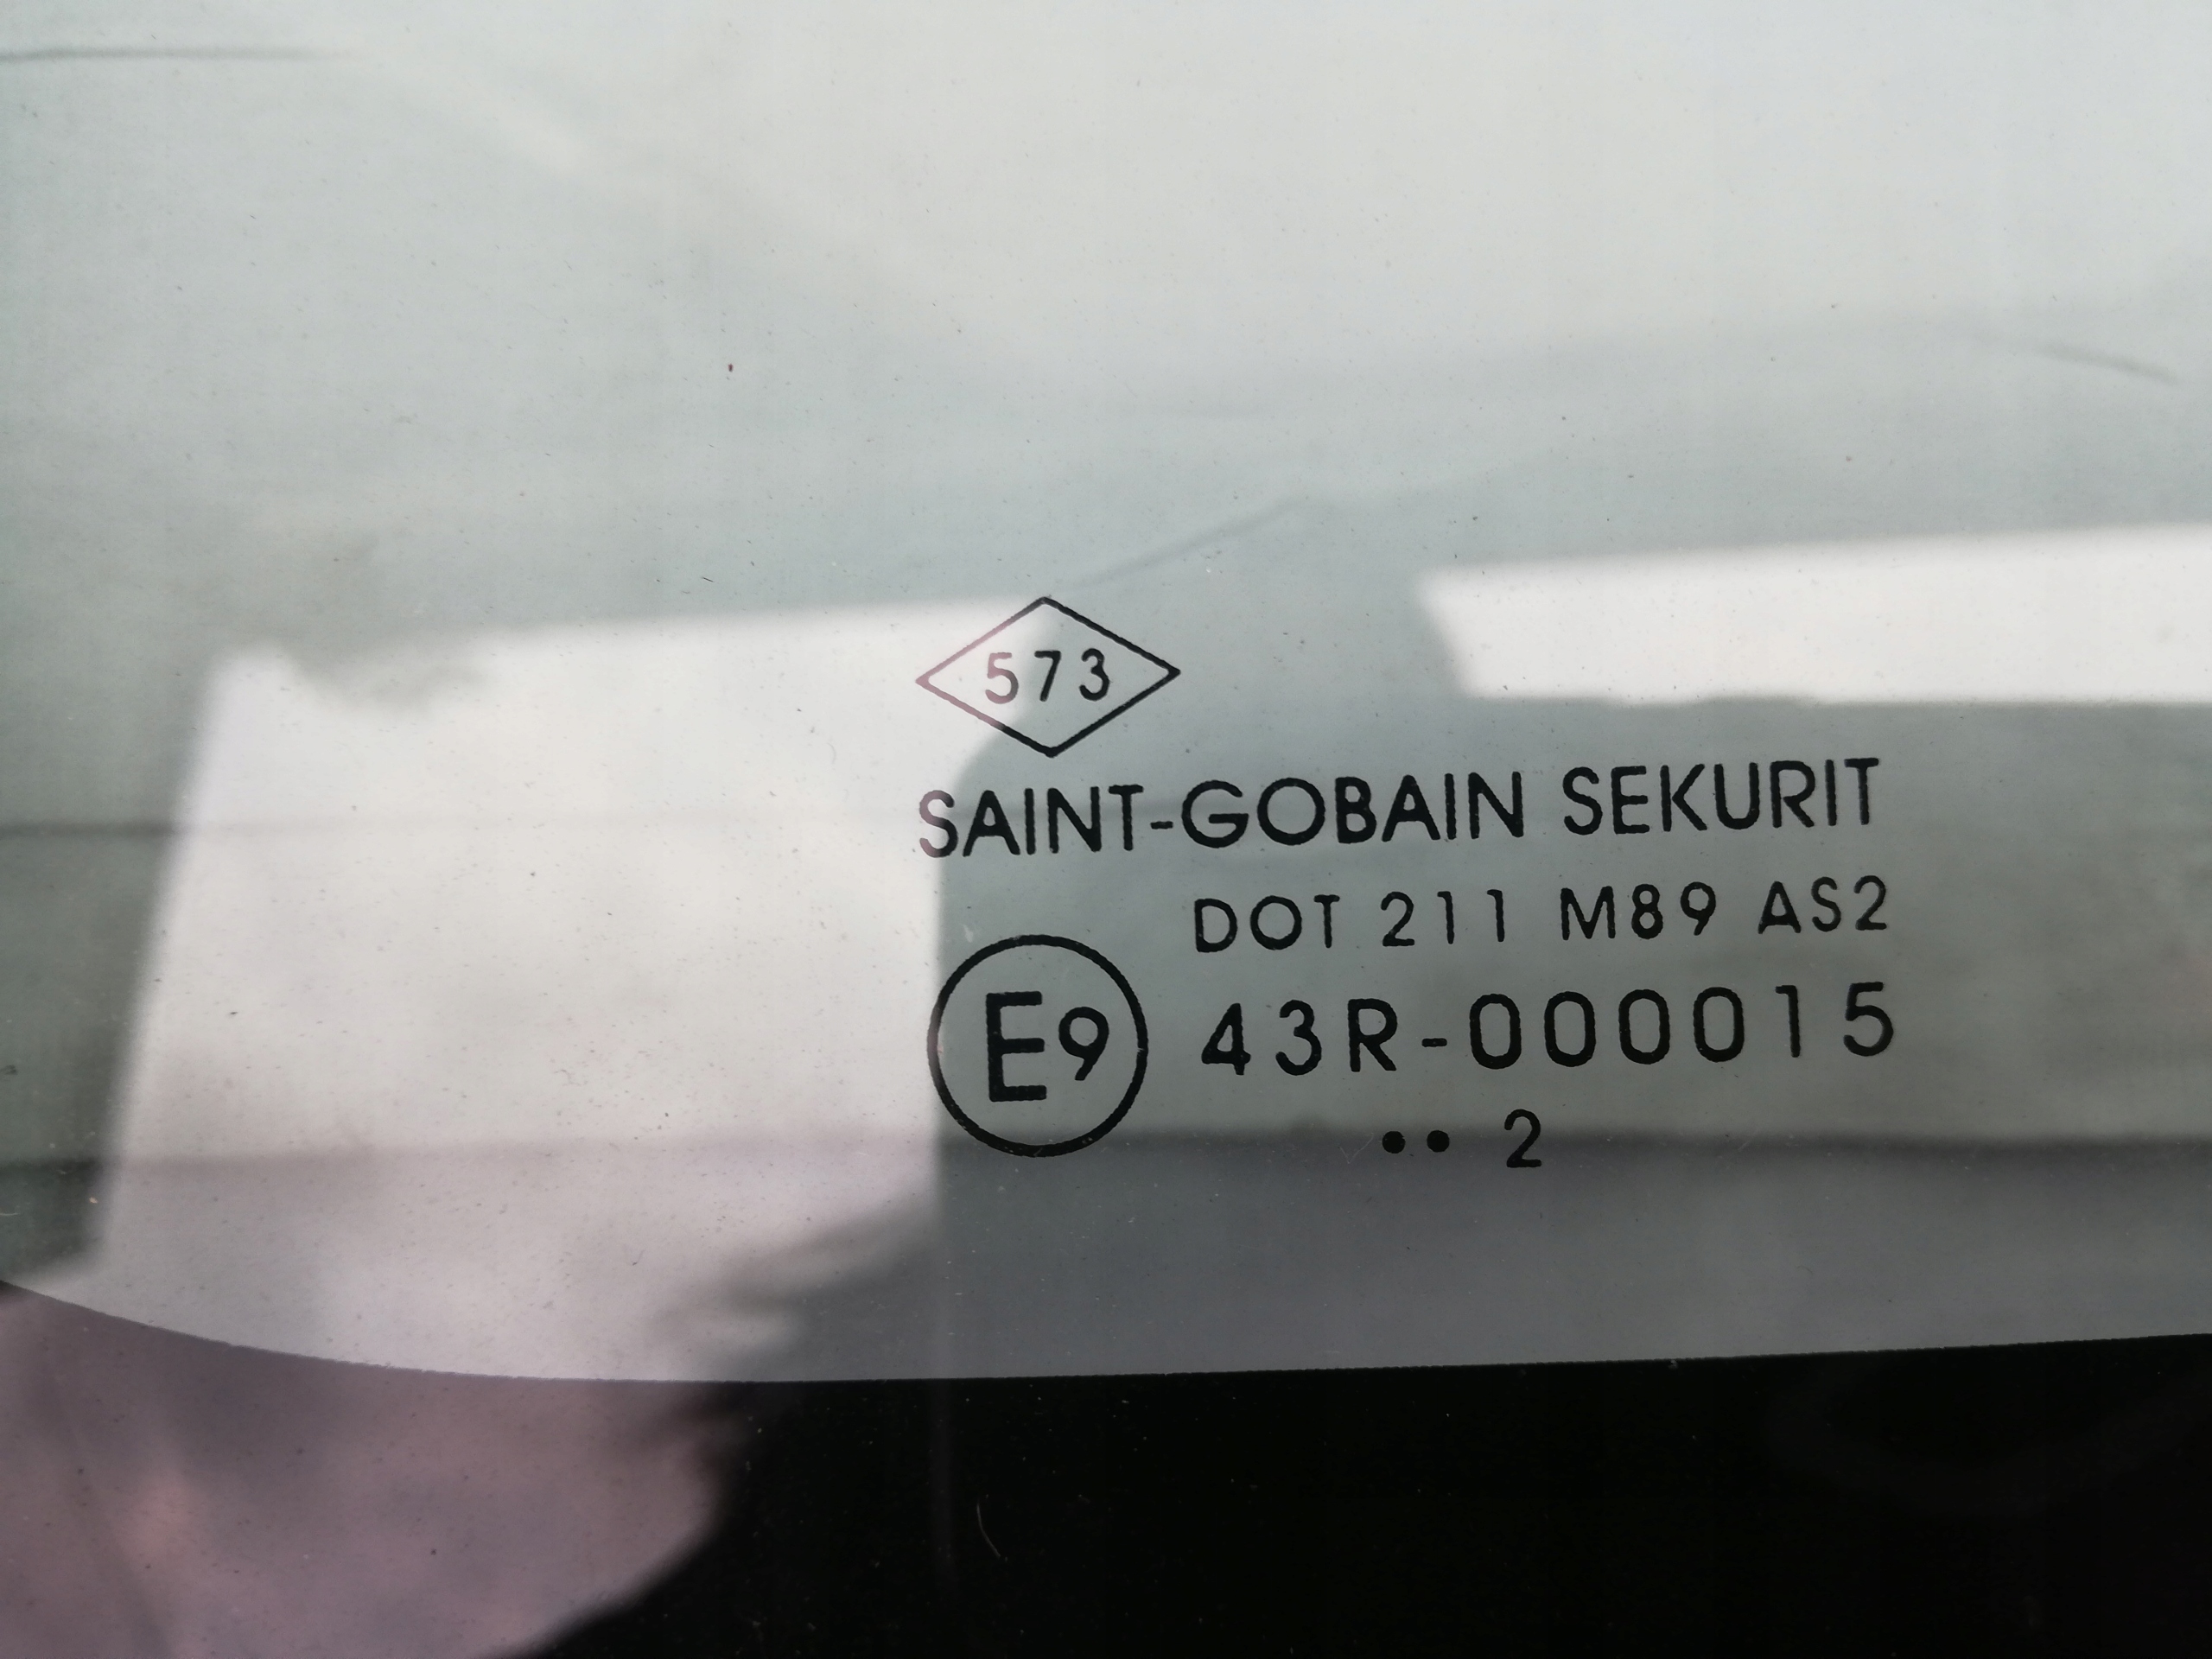 573
SAINT-GOBAIN SEKURIT
DOT 211 M89 AS2
E9 43R-000015
•• 2